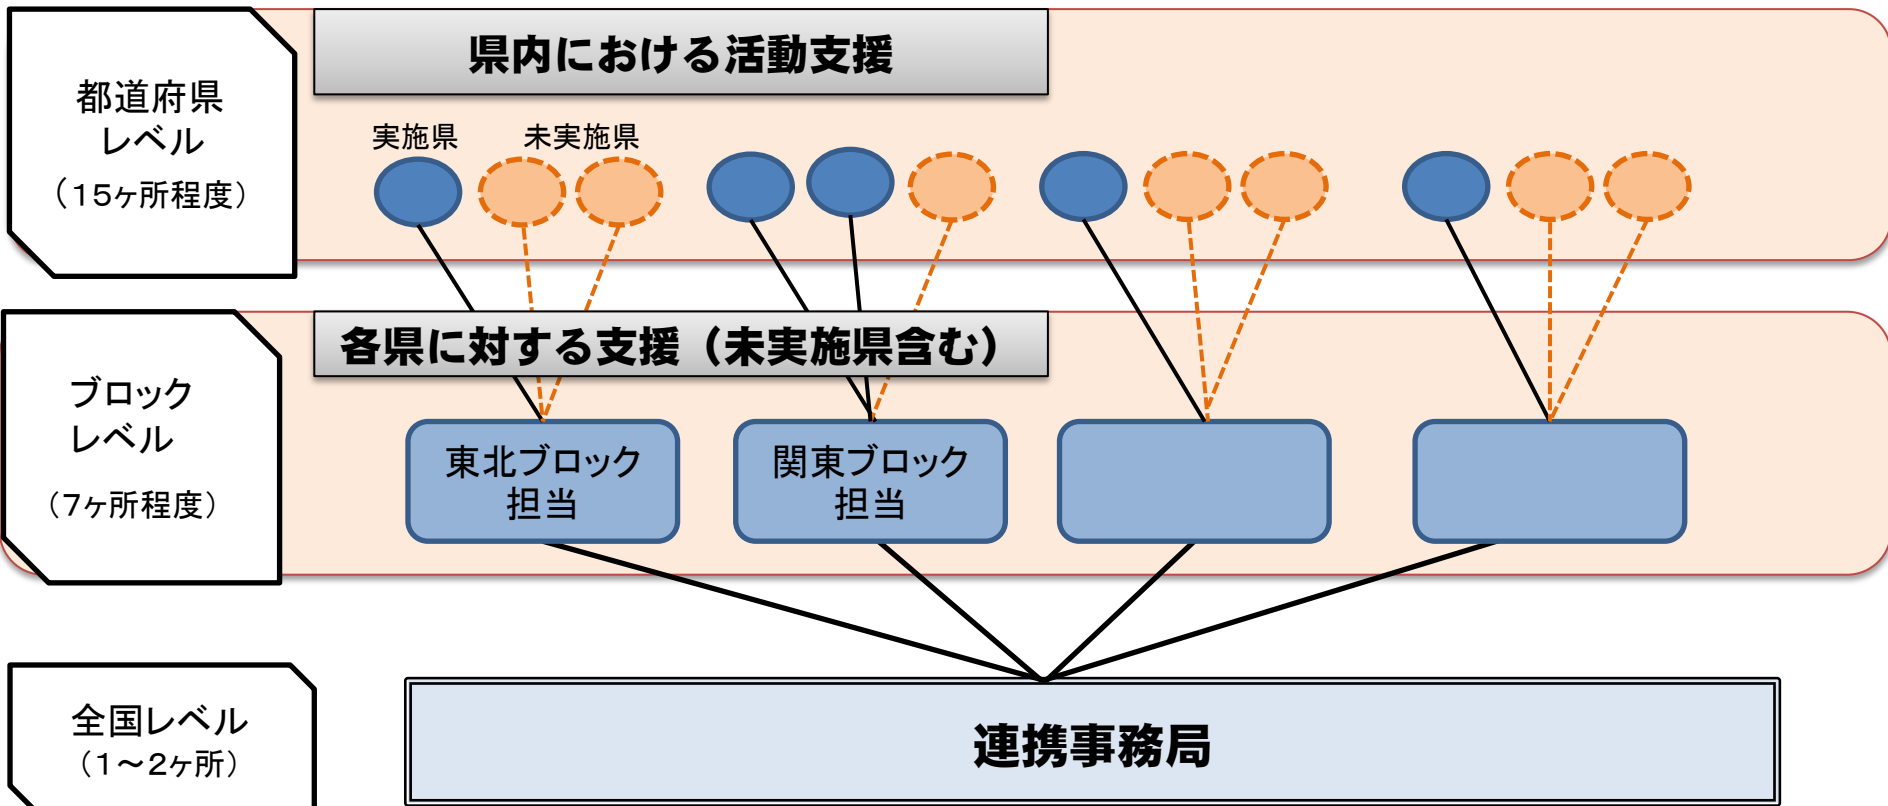 県内における活動支援
都道府県
レベル
（15ヶ所程度）
実施県
未実施県
各県に対する支援（未実施県含む）
ブロック
レベル
（7ヶ所程度）
東北ブロック
担当
関東ブロック
担当
全国レベル
（1～2ヶ所）
連携事務局